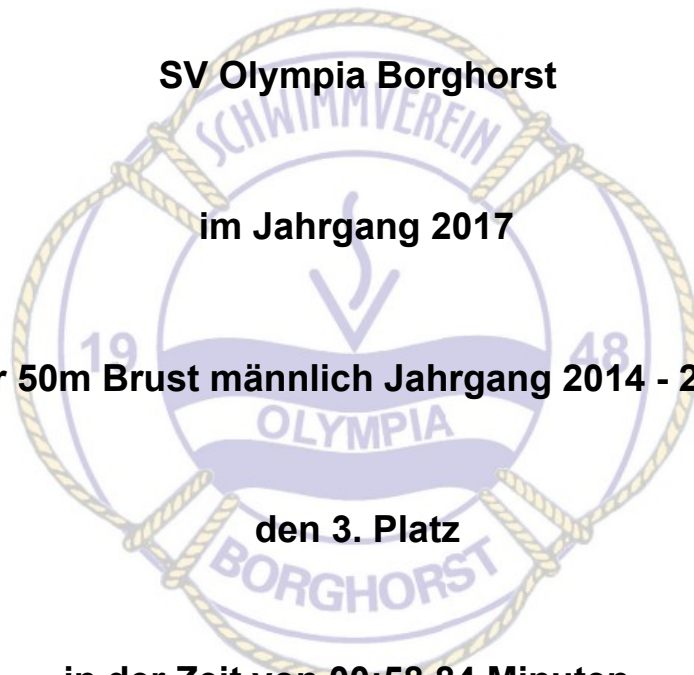 SV Olympia Borghorst
SCHWIMMVEREIN
im Jahrgang 2017
19 48
r 50m Brust männlich Jahrgang 2014 - 2
OLYMPIA
den 3. Platz
BORGHORST
in der Zeit von 00:58,84 Minuten